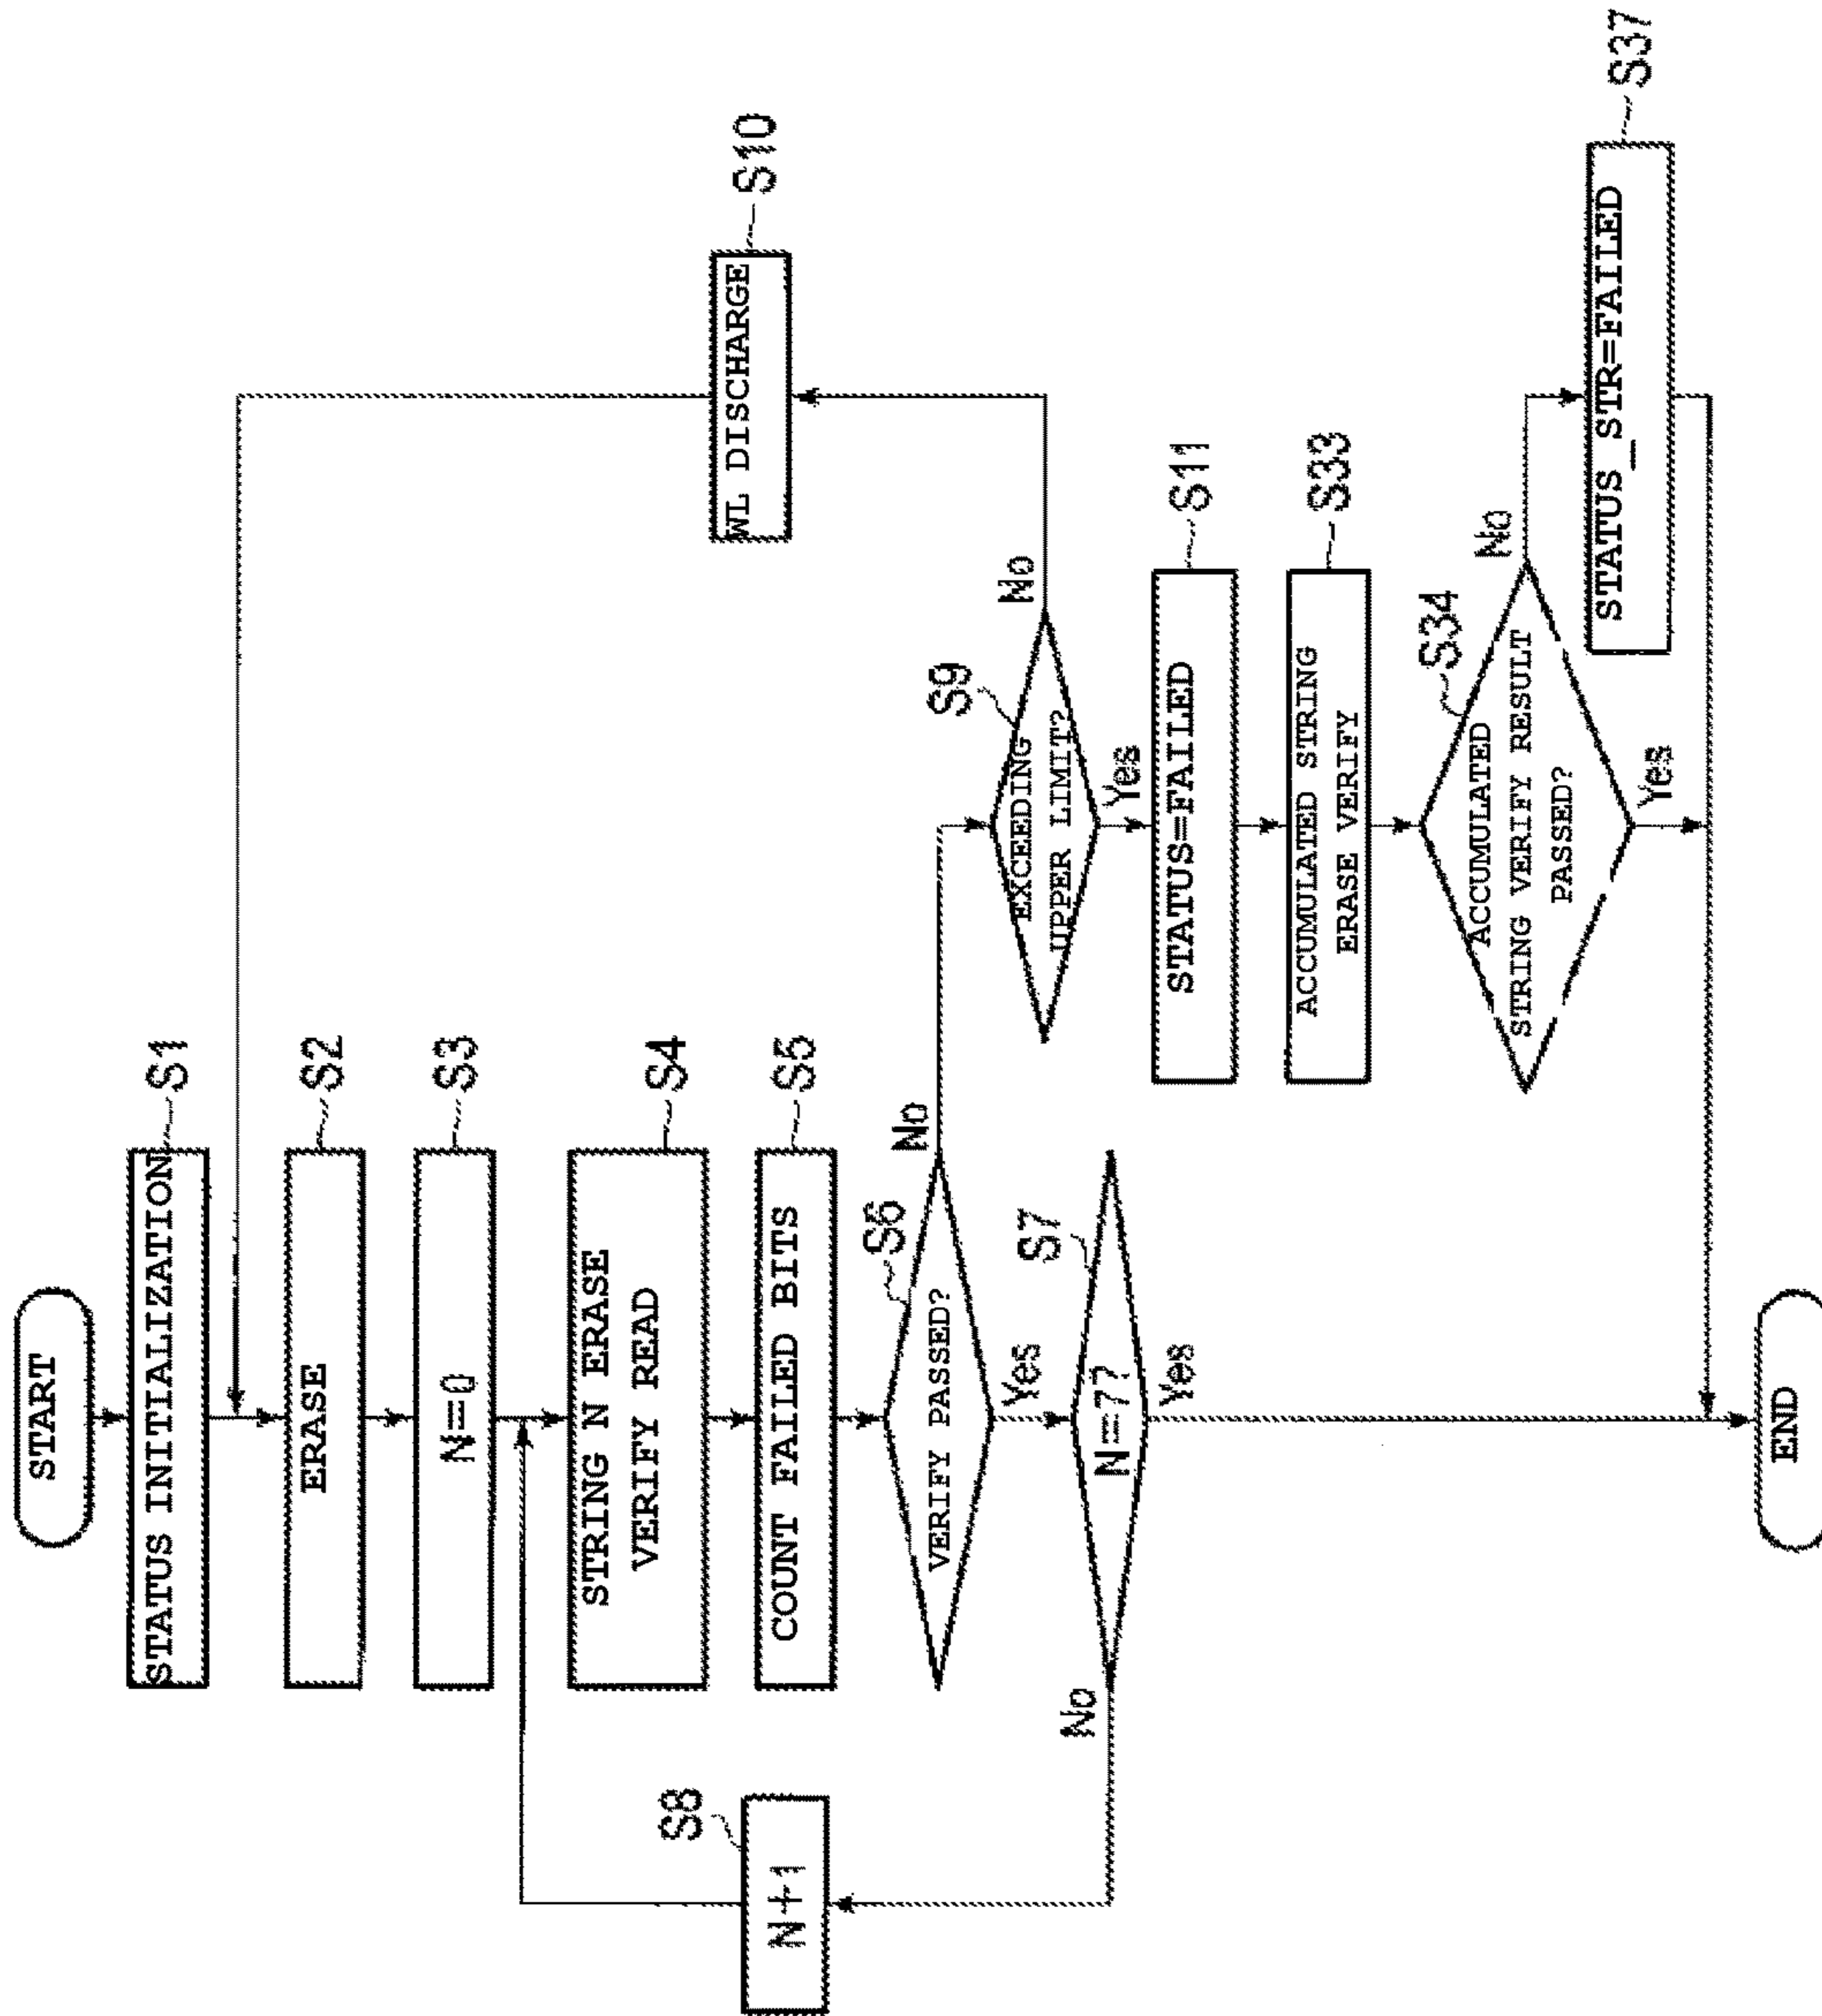 START
STATUS INITIALIZATION
S1
ERASE
S2
N=0
S3
STRING N ERASE
VERIFY READ
S4
COUNT FAILED BITS
S5
VERIFY PASSED?
S6
No
Yes
N=7?
S7
No
Yes
N+1
S8
EXCEEDING
UPPER LIMIT?
S9
No
Yes
WL DISCHARGE
S10
STATUS=FAILED
S11
ACCUMULATED STRING
ERASE VERIFY
S33
ACCUMULATED
STRING VERIFY RESULT
PASSED?
S34
No
Yes
STATUS_STR=FAILED
S37
END